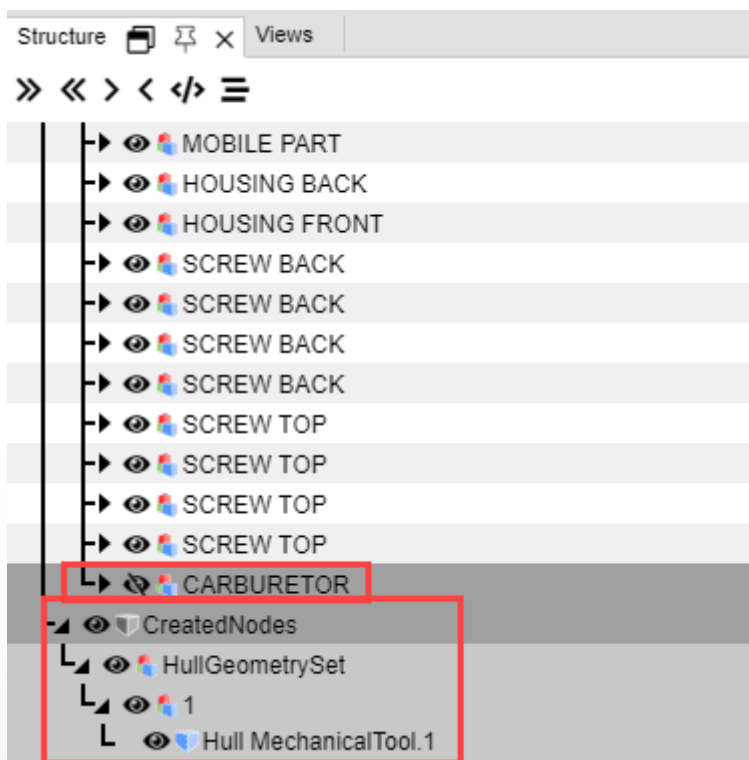 Structure Views
MOBILE PART
HOUSING BACK
HOUSING FRONT
SCREW BACK
SCREW BACK
SCREW BACK
SCREW BACK
SCREW TOP
SCREW TOP
SCREW TOP
SCREW TOP
CARBURETOR
CreatedNodes
HullGeometrySet
1
Hull MechanicalTool.1